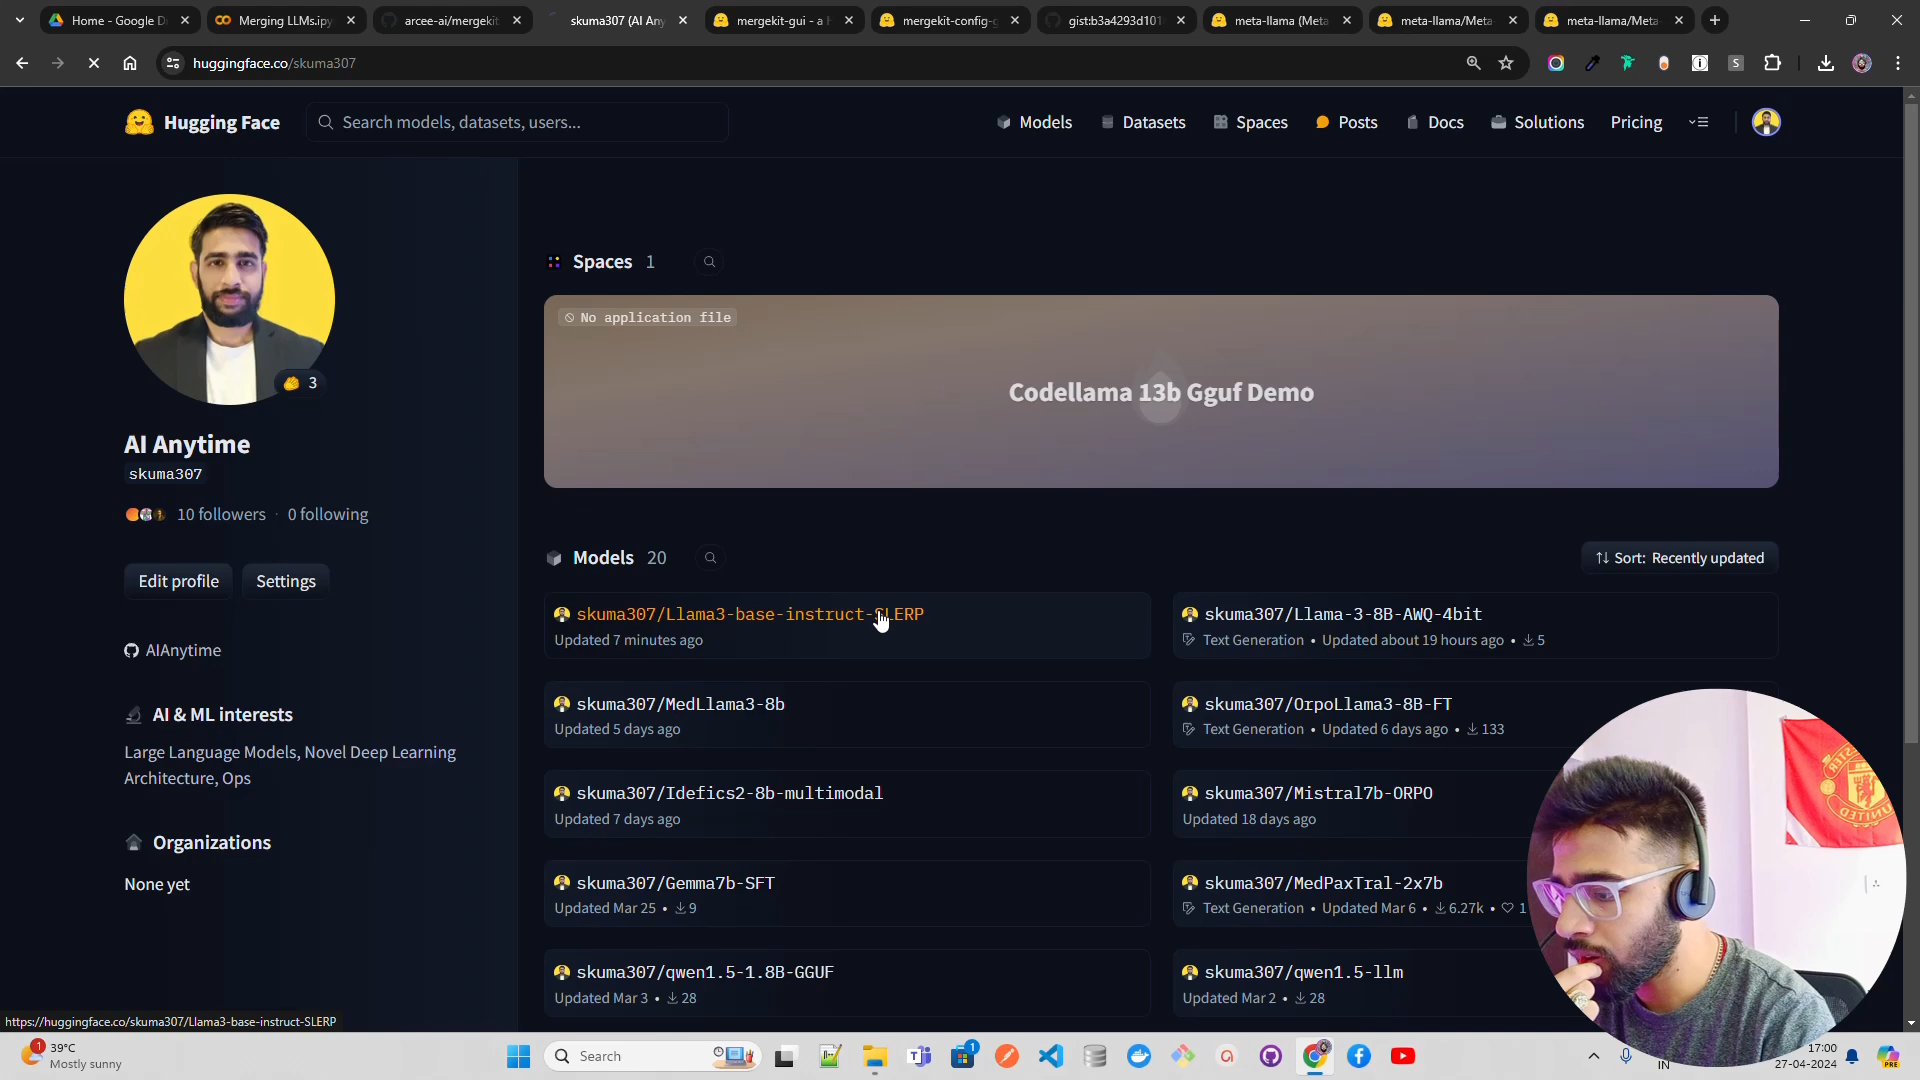 Home - Google D
Merging LLMs.ipy
arcee-ai/mergekit
skuma307 (AI Any
mergekit-gui - a H
mergekit-config-g
gist:b3a4293d101
meta-llama (Meta
meta-llama/Meta-
meta-llama/Meta-
huggingface.co/skuma307
Hugging Face
Search models, datasets, users...
Models
Datasets
Spaces
Posts
Docs
Solutions
Pricing
3
AI Anytime
skuma307
10 followers · 0 following
Edit profile
Settings
AIAnytime
AI & ML interests
Large Language Models, Novel Deep Learning
Architecture, Ops
Organizations
None yet
Spaces 1
No application file
Codellama 13b Gguf Demo
Models 20
Sort: Recently updated
skuma307/Llama3-base-instruct-SLERP
Updated 7 minutes ago
skuma307/Llama-3-8B-AWQ-4bit
Text Generation • Updated about 19 hours ago • 5
skuma307/MedLlama3-8b
Updated 5 days ago
skuma307/OrpoLlama3-8B-FT
Text Generation • Updated 6 days ago • 133
skuma307/Idefics2-8b-multimodal
Updated 7 days ago
skuma307/Mistral7b-ORPO
Updated 18 days ago
skuma307/Gemma7b-SFT
Updated Mar 25 • 9
skuma307/MedPaxTral-2x7b
Text Generation • Updated Mar 6 • 6.27k • 1
skuma307/qwen1.5-1.8B-GGUF
Updated Mar 3 • 28
skuma307/qwen1.5-llm
Updated Mar 2 • 28
https://huggingface.co/skuma307/Llama3-base-instruct-SLERP
1
39°C
Mostly sunny
Search
1
IN
17:00
27-04-2024
PRE
UNITED